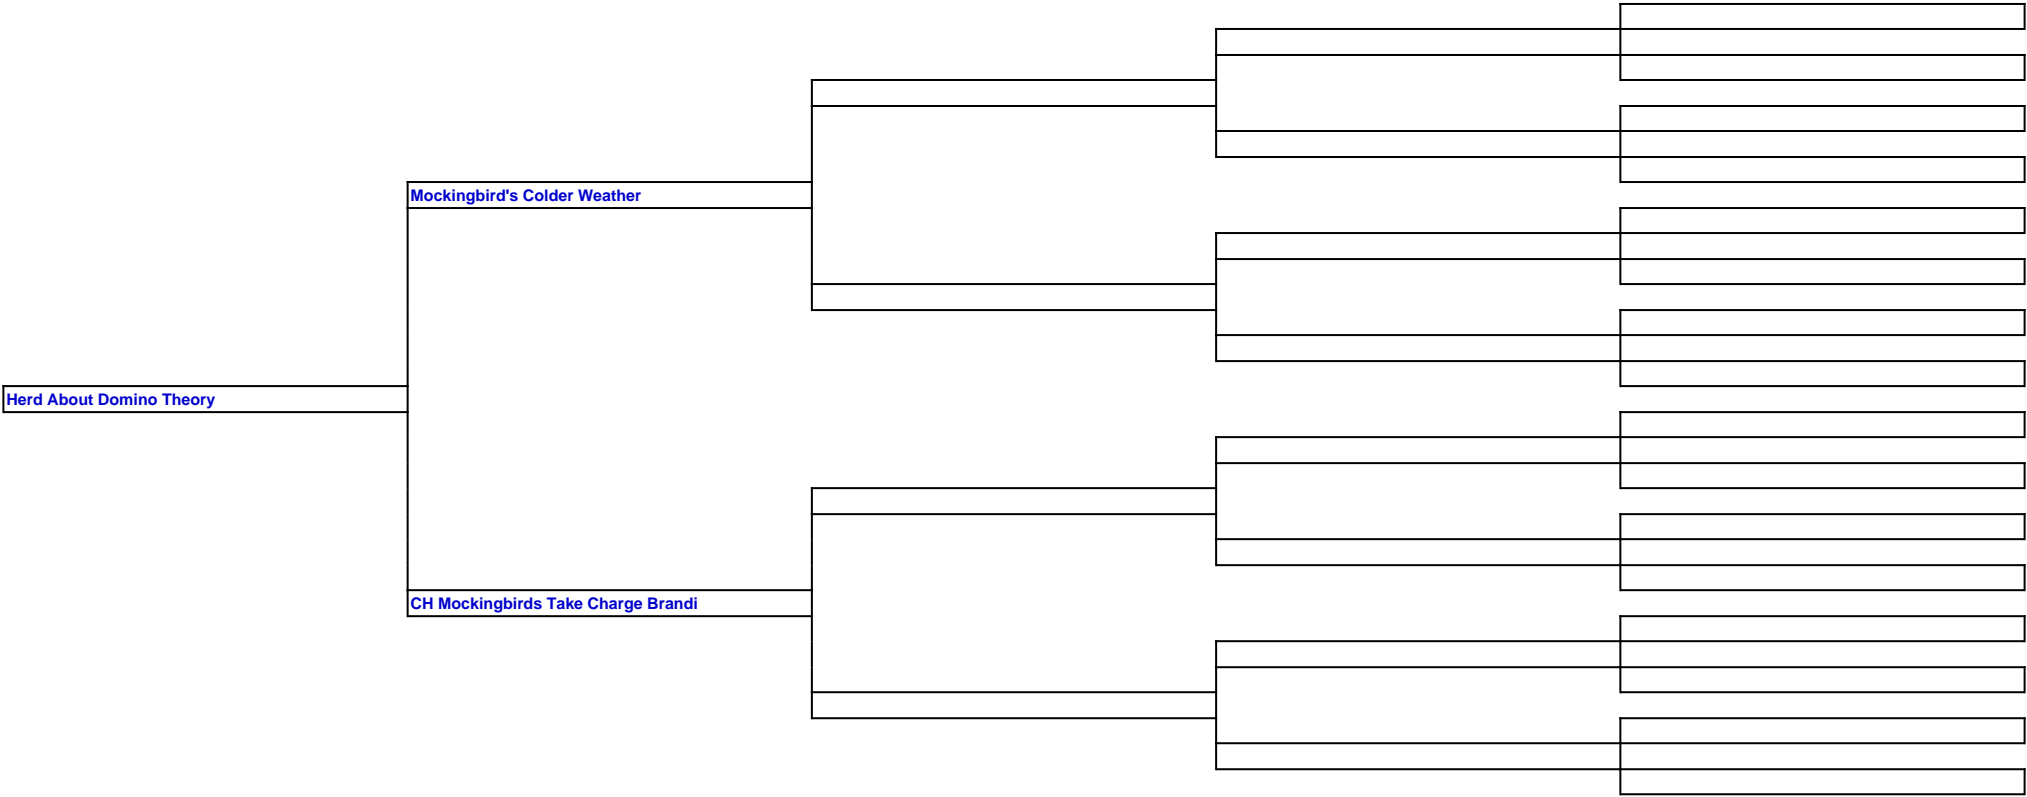 Mockingbird's Colder Weather
Herd About Domino Theory
CH Mockingbirds Take Charge Brandi